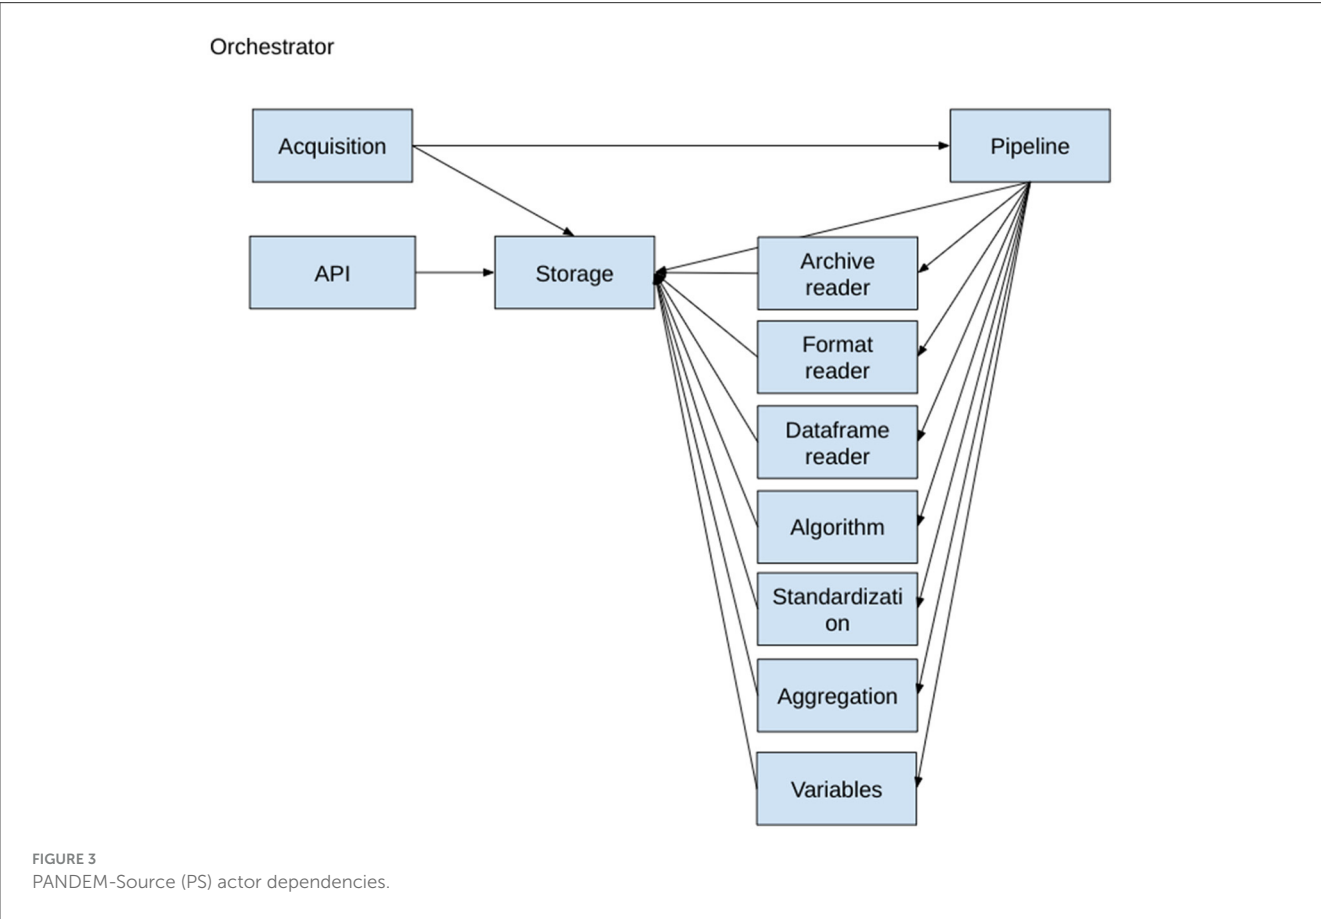 Orchestrator
Acquisition
Pipeline
API
Storage
Archive
reader
Format
reader
Dataframe
reader
Algorithm
Standardizati
on
Aggregation
Variables
FIGURE 3
PANDEM-Source (PS) actor dependencies.